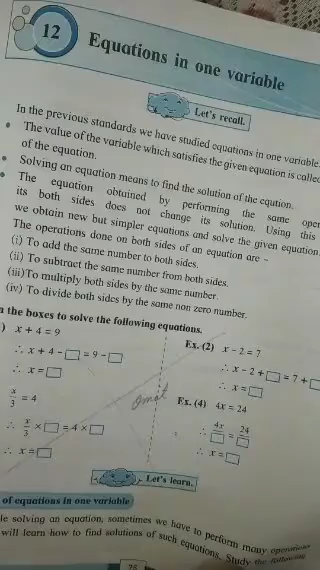 12
Equations in one variable
Let's recall.
In the previous standards we have studied equations in one variable.
• The value of the variable which satisfies the given equation is called
of the equation.
• Solving an equation means to find the solution of the eqution.
• The equation obtained by performing the same oper
its both sides does not change its solution. Using this
we obtain new but simpler equations and solve the given equation.
The operations done on both sides of an equation are -
(i) To add the same number to both sides.
(ii) To subtract the same number from both sides.
(iii) To multiply both sides by the same number.
(iv) To divide both sides by the same non zero number.
the boxes to solve the following equations.
) x + 4 = 9
Ex. (2) x - 2 = 7
∴ x + 4 - □ = 9 - □
∴ x - 2 + □ = 7 + □
∴ x = □
∴ x = □
x/3 = 4
Ex. (4) 4x = 24
∴ x/3 × □ = 4 × □
∴ 4x/□ = 24/□
∴ x = □
∴ x = □
Let's learn.
of equations in one variable
le solving an equation, sometimes we have to perform many operations
will learn how to find solutions of such equations. Study the following
75